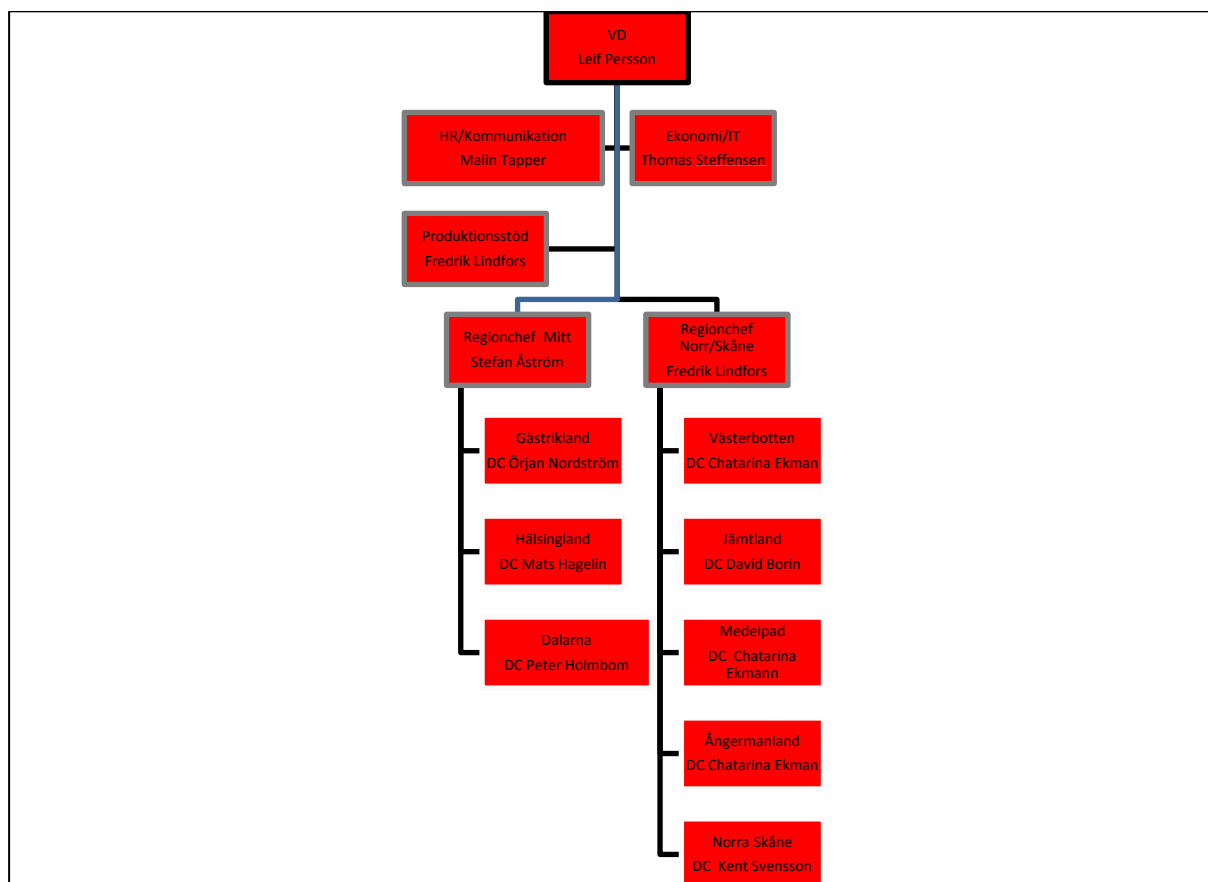 VD
Leif Persson
HR/Kommunikation
Malin Tapper
Ekonomi/IT
Thomas Steffensen
Produktionsstöd
Fredrik Lindfors
Regionchef Mitt
Stefan Åström
Regionchef
Norr/Skåne
Fredrik Lindfors
Gästrikland
DC Örjan Nordström
Hälsingland
DC Mats Hagelin
Dalarna
DC Peter Holmbom
Västerbotten
DC Chatarina Ekman
Jämtland
DC David Borin
Medelpad
DC Chatarina
Ekmann
Ångermanland
DC Chatarina Ekman
Norra Skåne
DC Kent Svensson